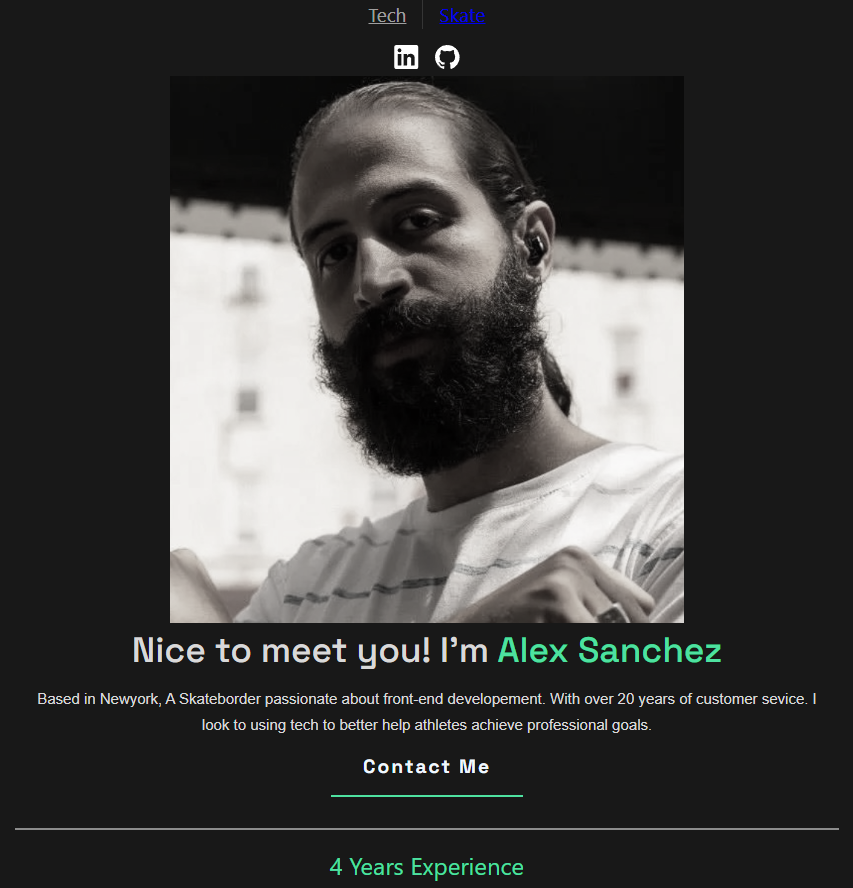 Tech Skate
Nice to meet you! I'm Alex Sanchez
Based in Newyork, A Skateborder passionate about front-end developement. With over 20 years of customer sevice. I
look to using tech to better help athletes achieve professional goals.
Contact Me
4 Years Experience